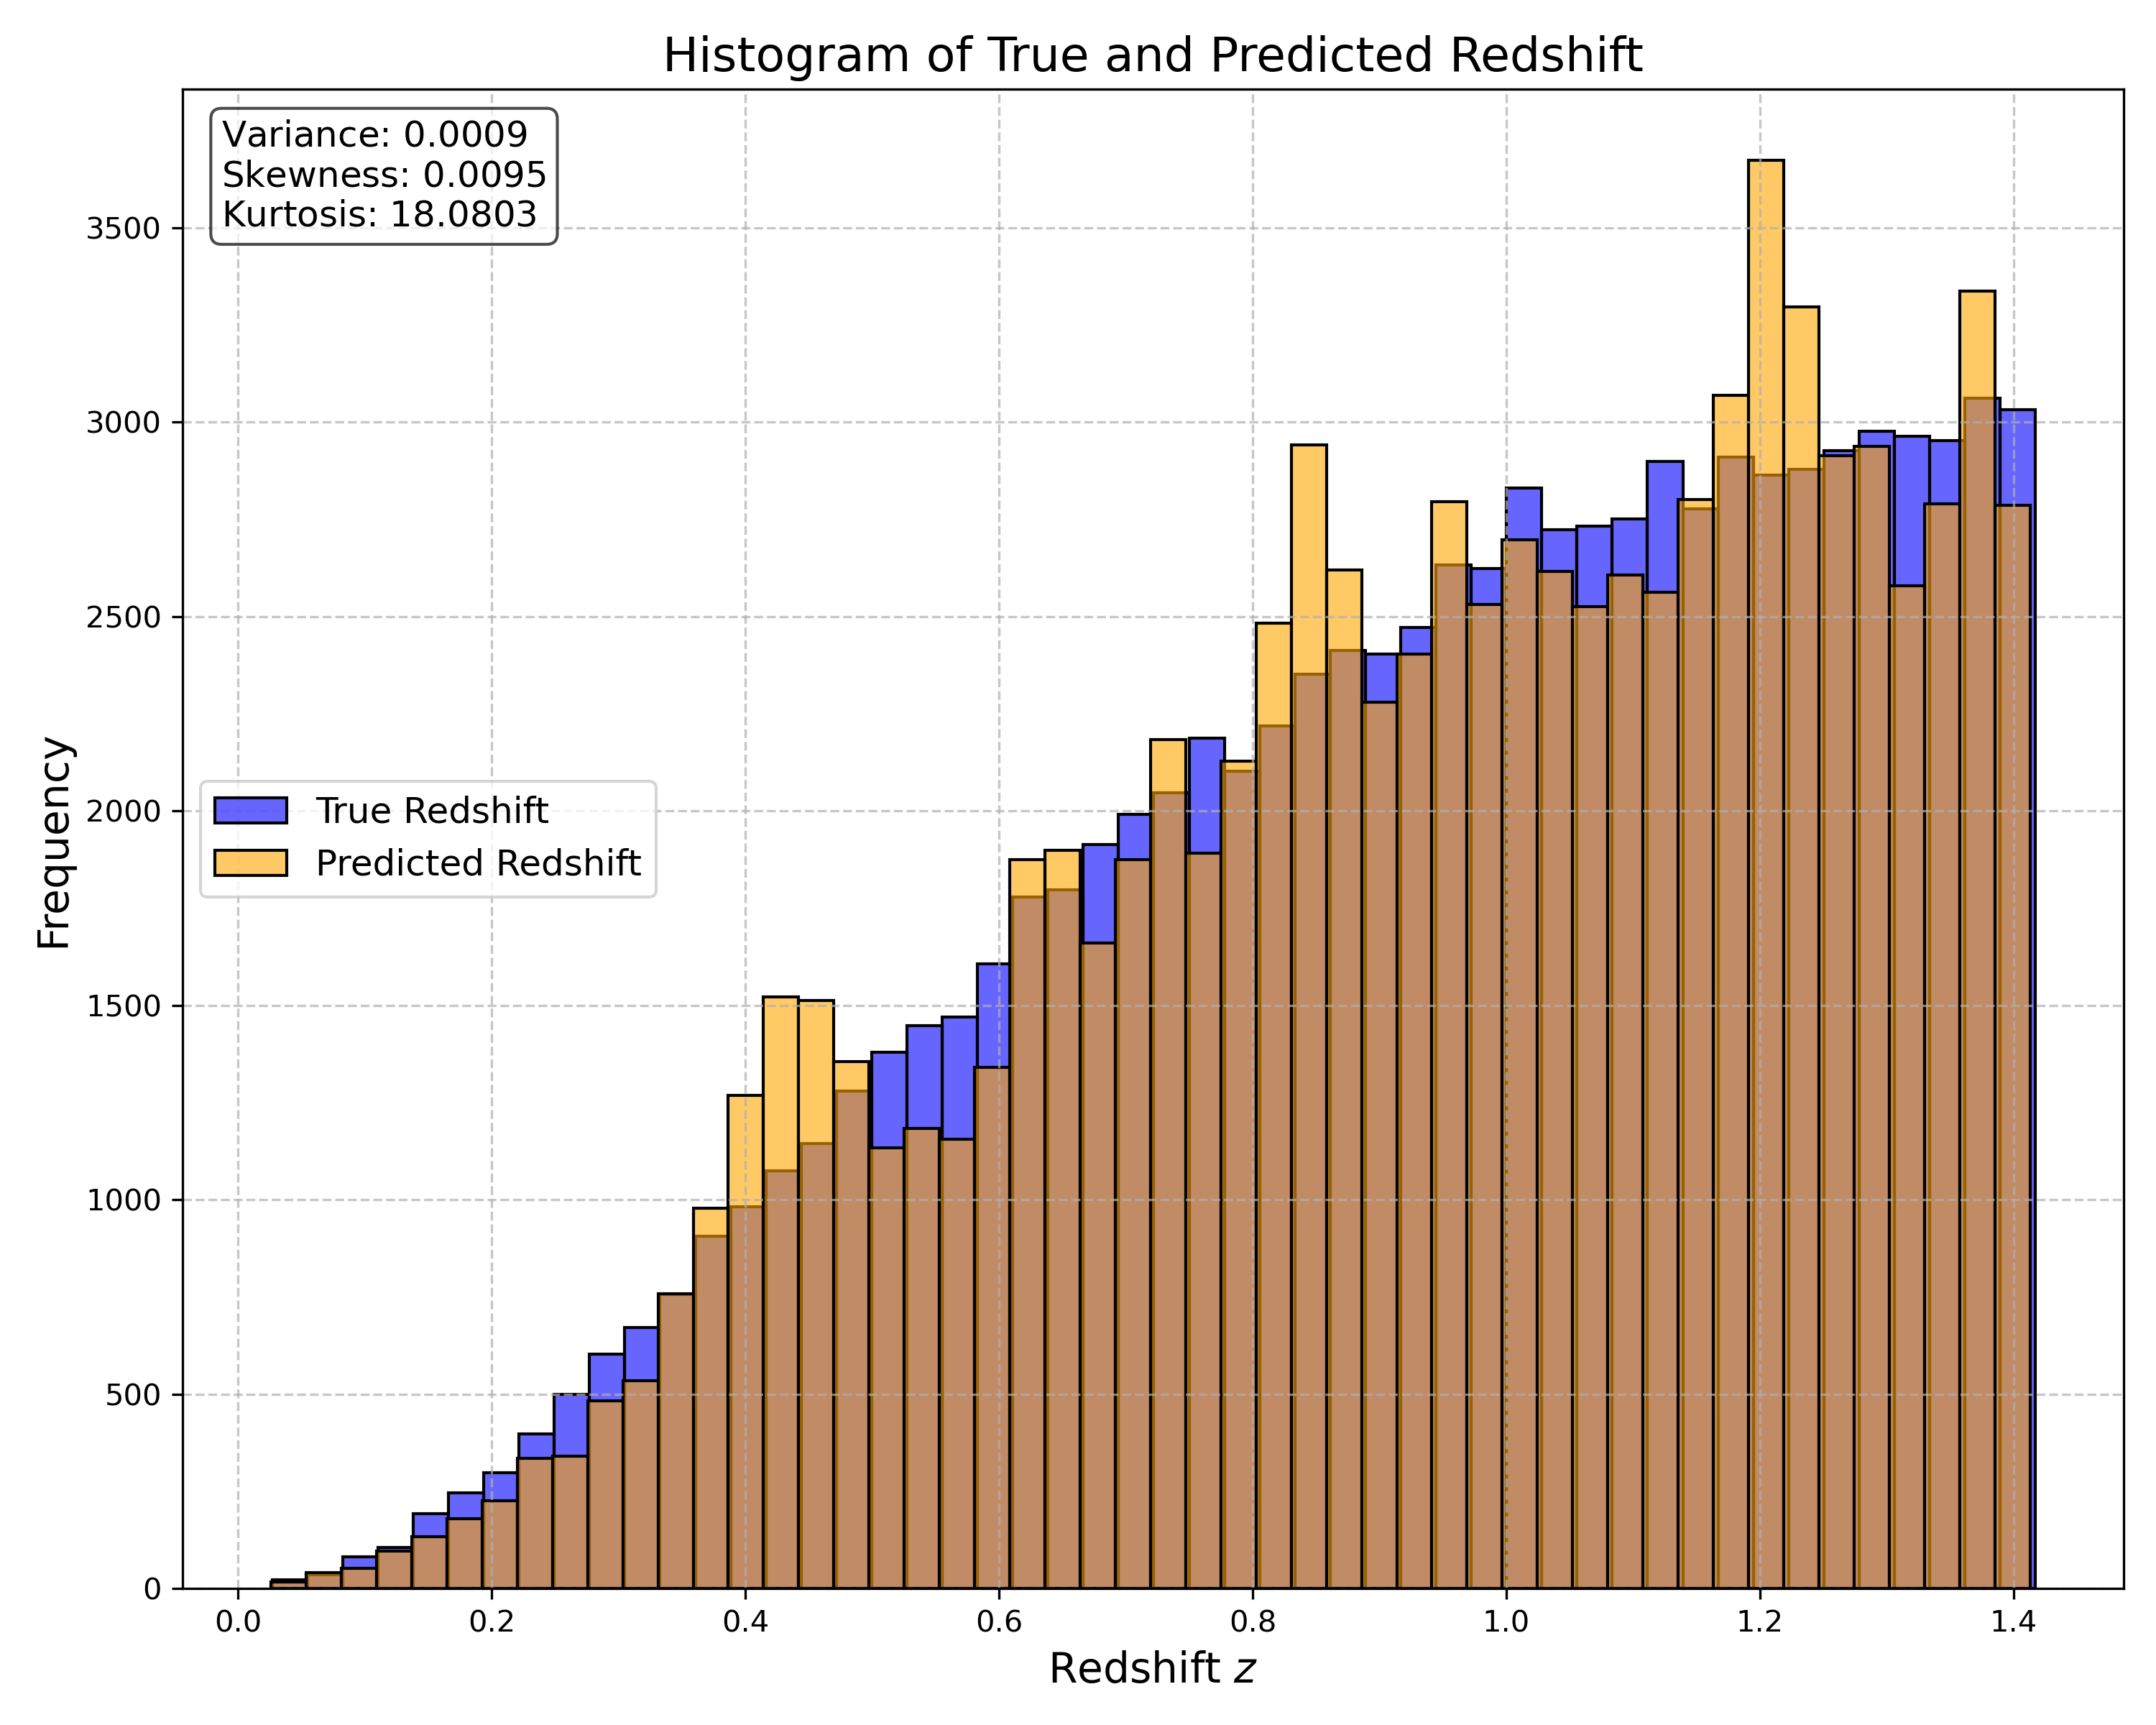 Histogram of True and Predicted Redshift
Variance: 0.0009
Skewness: 0.0095
Kurtosis: 18.0803
3500
3000
2500
2000
1500
1000
500
0
Frequency
True Redshift
Predicted Redshift
0.0 0.2 0.4 0.6 0.8 1.0 1.2 1.4
Redshift z